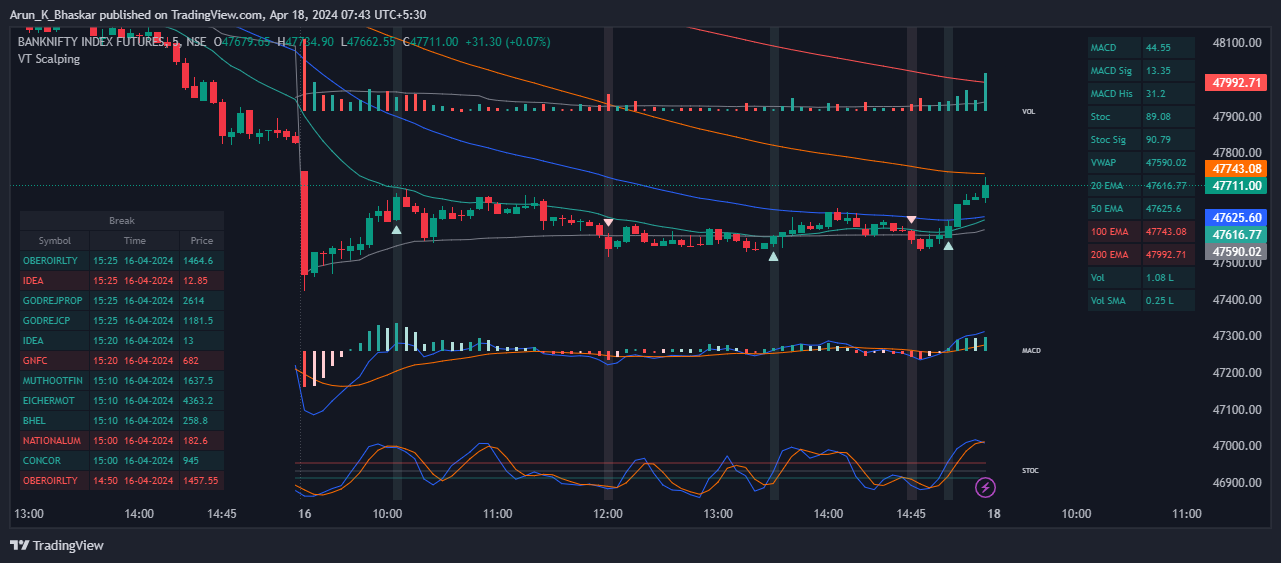 Arun_K_Bhaskar published on TradingView.com, Apr 18, 2024 07:43 UTC+5:30
BANKNIFTY INDEX FUTURES, 5, NSE O47679.65 H47734.90 L47662.55 C47711.00 +31.30 (+0.07%)
VT Scalping
Break
Symbol Time Price
OBEROIRLTY 15:25 16-04-2024 1464.6
IDEA 15:25 16-04-2024 12.85
GODREJPROP 15:25 16-04-2024 2614
GODREJCP 15:25 16-04-2024 1181.5
IDEA 15:20 16-04-2024 13
GNFC 15:20 16-04-2024 682
MUTHOOTFIN 15:10 16-04-2024 1637.5
EICHERMOT 15:10 16-04-2024 4363.2
BHEL 15:10 16-04-2024 258.8
NATIONALUM 15:00 16-04-2024 182.6
CONCOR 15:00 16-04-2024 945
OBEROIRLTY 14:50 16-04-2024 1457.55
VOL
MACD
STOC
MACD 44.55
MACD Sig 13.35
MACD His 31.2
Stoc 89.08
Stoc Sig 90.79
VWAP 47590.02
20 EMA 47616.77
50 EMA 47625.6
100 EMA 47743.08
200 EMA 47992.71
Vol 1.08 L
Vol SMA 0.25 L
48100.00
47992.71
47900.00
47800.00
47743.08
47711.00
47625.60
47616.77
47590.02
47500.00
47400.00
47300.00
47200.00
47100.00
47000.00
46900.00
13:00 14:00 14:45 16 10:00 11:00 12:00 13:00 14:00 14:45 18 10:00 11:00
TradingView